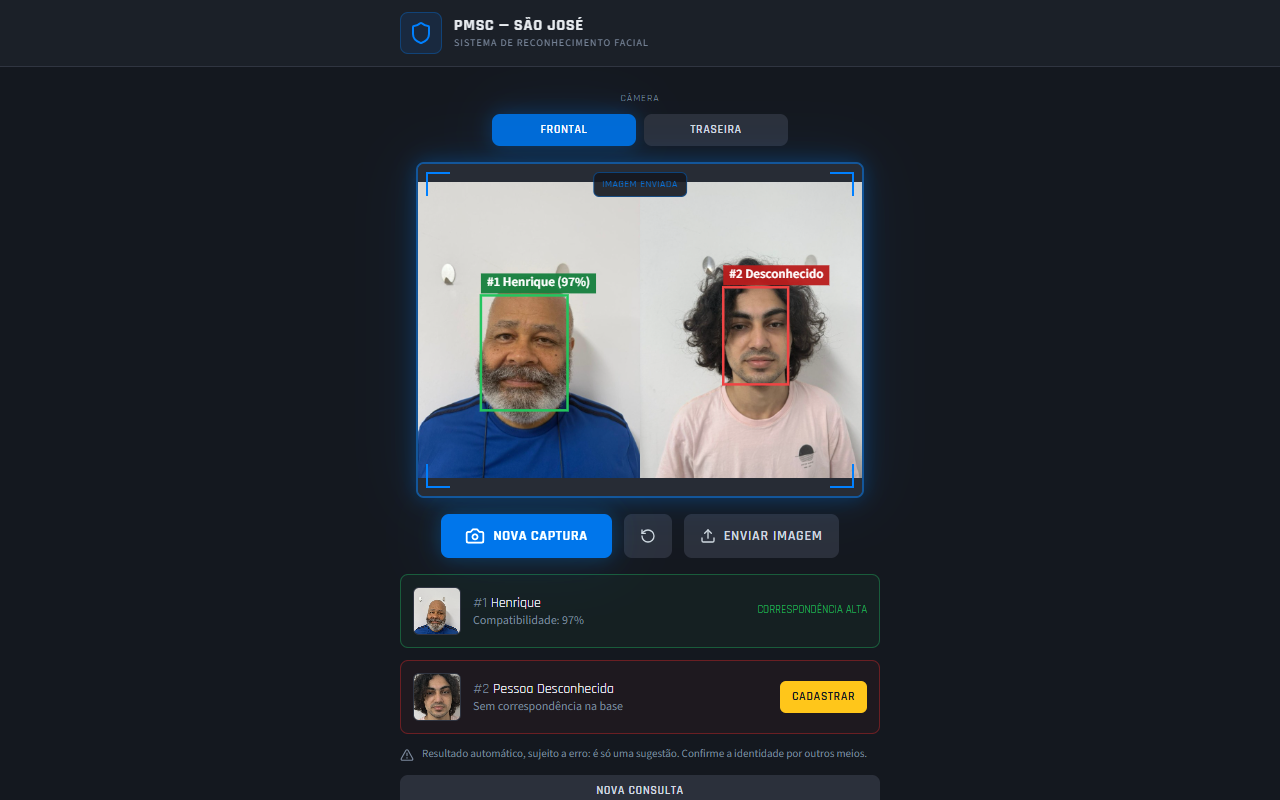 PMSC — SÃO JOSÉ
SISTEMA DE RECONHECIMENTO FACIAL
CÂMERA
FRONTAL
TRASEIRA
IMAGEM ENVIADA
#1 Henrique (97%)
#2 Desconhecido
NOVA CAPTURA
ENVIAR IMAGEM
#1 Henrique
Compatibilidade: 97%
CORRESPONDÊNCIA ALTA
#2 Pessoa Desconhecida
Sem correspondência na base
CADASTRAR
Resultado automático, sujeito a erro: é só uma sugestão. Confirme a identidade por outros meios.
NOVA CONSULTA